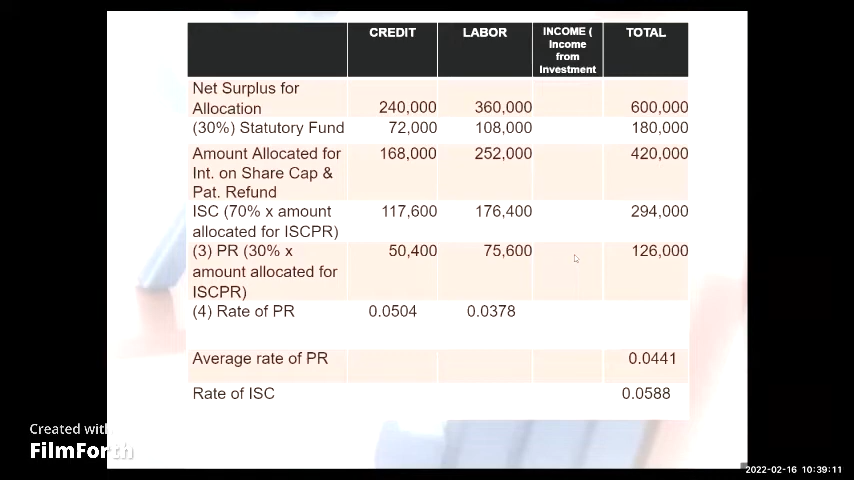 CREDIT LABOR INCOME ( Income from Investment TOTAL
Net Surplus for
Allocation 240,000 360,000 600,000
(30%) Statutory Fund 72,000 108,000 180,000
Amount Allocated for 168,000 252,000 420,000
Int. on Share Cap &
Pat. Refund
ISC (70% x amount 117,600 176,400 294,000
allocated for ISCPR)
(3) PR (30% x 50,400 75,600 126,000
amount allocated for
ISCPR)
(4) Rate of PR 0.0504 0.0378
Average rate of PR 0.0441
Rate of ISC 0.0588
Created with
FilmForth
2022-02-16 10:39:11